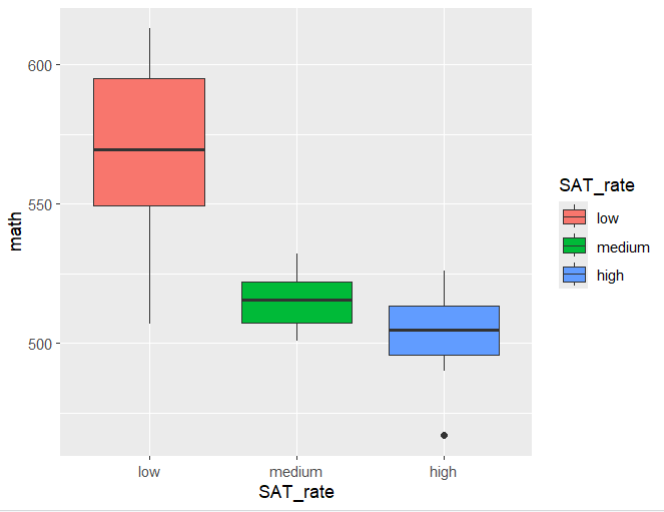 600
550
500
math
low
medium
high
SAT_rate
SAT_rate
low
medium
high